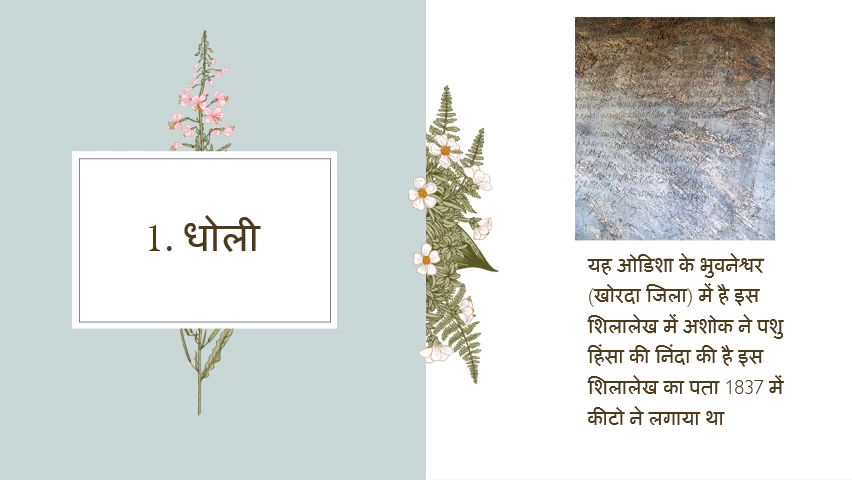 1. धोली
यह ओडिशा के भुवनेश्वर
(खोरदा जिला) में है इस
शिलालेख में अशोक ने पशु
हिंसा की निंदा की है इस
शिलालेख का पता 1837 में
कीटो ने लगाया था